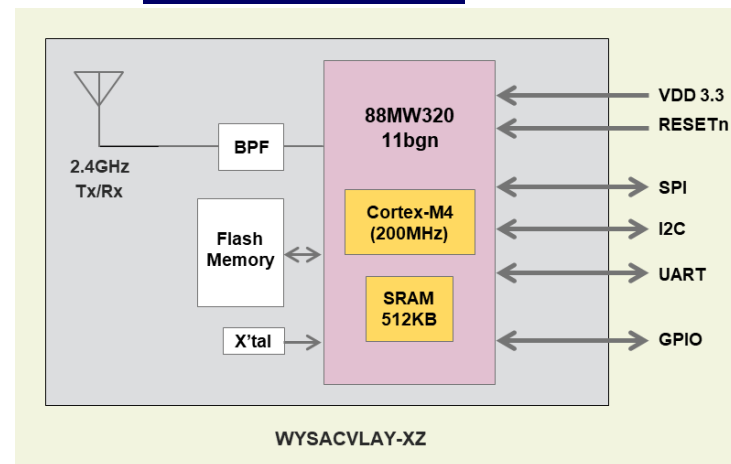 88MW320
11bgn
BPF
2.4GHz
Tx/Rx
Cortex-M4
(200MHz)
Flash
Memory
SRAM
512KB
X'tal
VDD 3.3
RESETn
SPI
I2C
UART
GPIO
WYSACVLAY-XZ